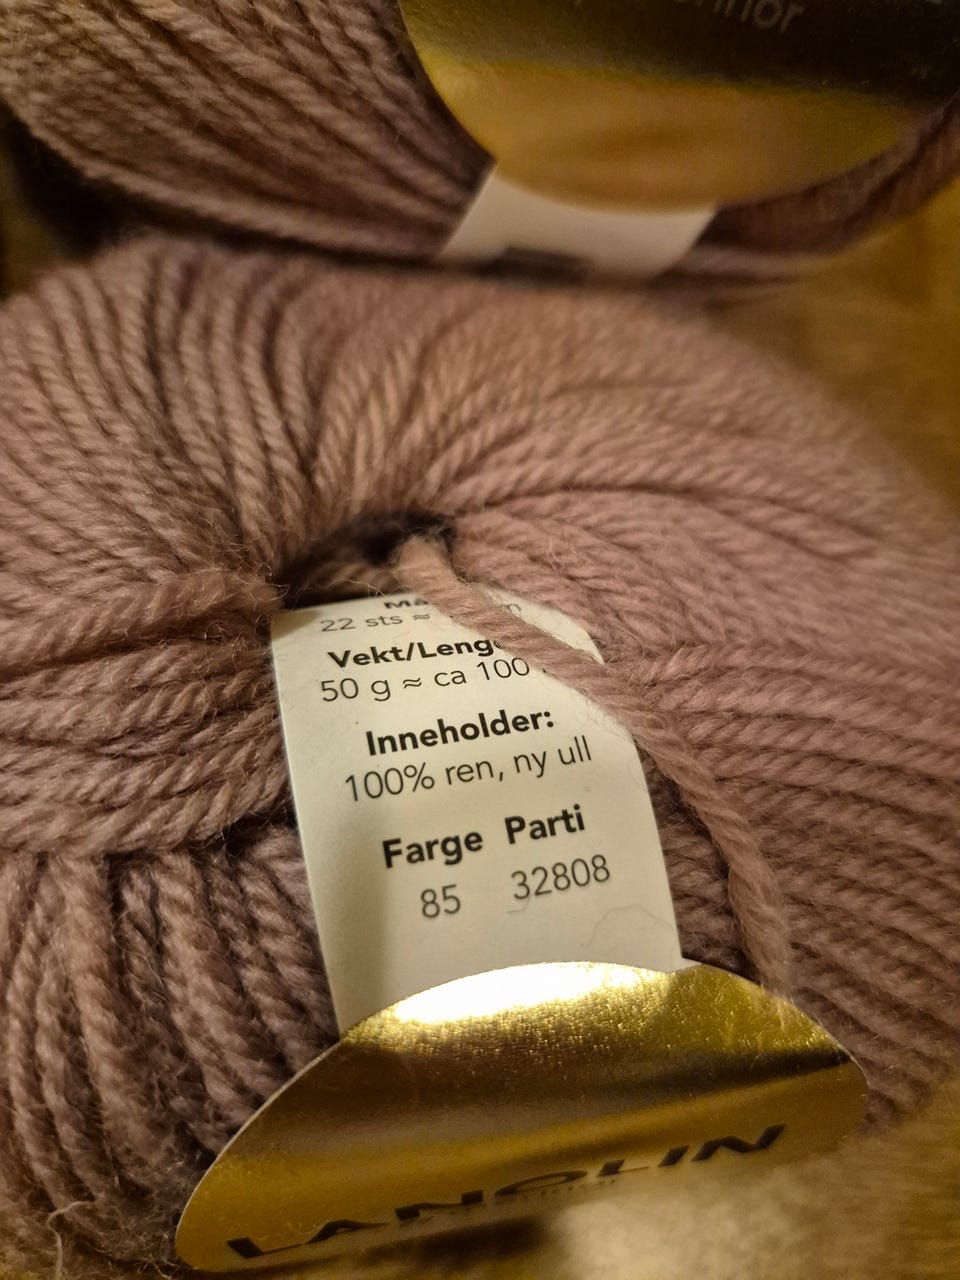 22 sts ≈
Vekt/Leng
50 g ≈ ca 100
Inneholder:
100% ren, ny ull
Farge Parti
85 32808
LANOLIN